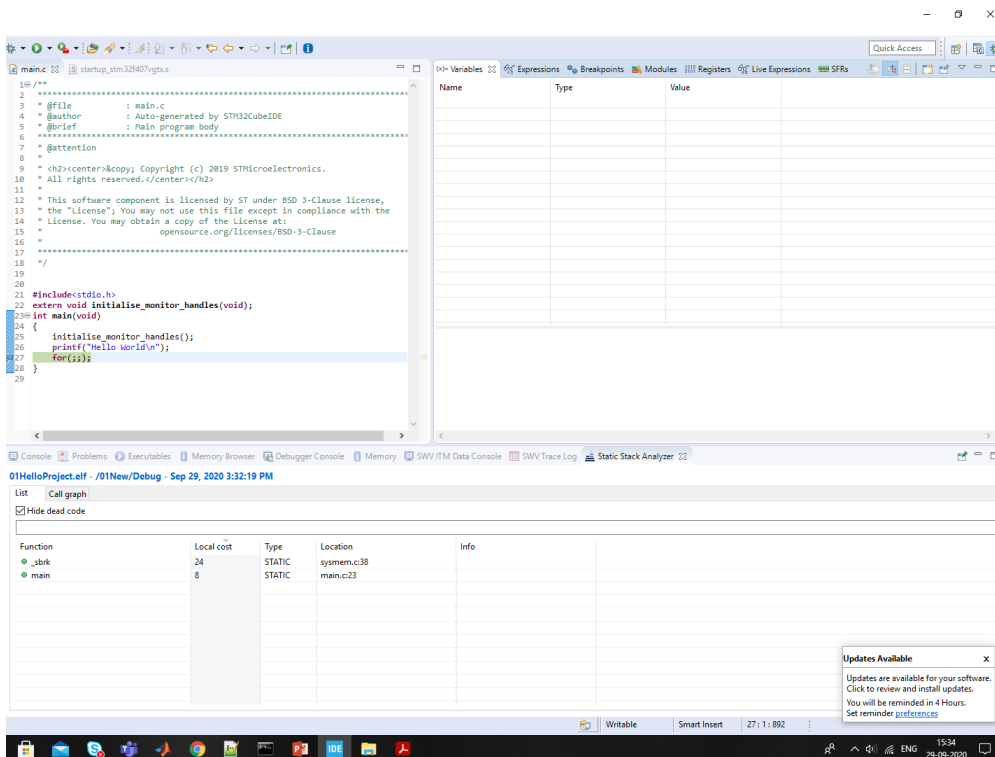 Quick Access
main.c
startup_stm32f407vgtx.s
1 /**
2 ******************************************************************************
3 * @file : main.c
4 * @author : Auto-generated by STM32CubeIDE
5 * @brief : Main program body
6 ******************************************************************************
7 * @attention
8 *
9 * <h2><center>&copy; Copyright (c) 2019 STMicroelectronics.
10 * All rights reserved.</center></h2>
11 *
12 * This software component is licensed by ST under BSD 3-Clause license,
13 * the "License"; You may not use this file except in compliance with the
14 * License. You may obtain a copy of the License at:
15 * opensource.org/licenses/BSD-3-Clause
16 *
17 ******************************************************************************
18 */
19
20
21 #include<stdio.h>
22 extern void initialise_monitor_handles(void);
23 int main(void)
24 {
25 initialise_monitor_handles();
26 printf("Hello World\n");
27 for(;;);
28 }
29
(x)= Variables Expressions Breakpoints Modules Registers Live Expressions SFRs
Name Type Value
Console Problems Executables Memory Browser Debugger Console Memory SWV ITM Data Console SWV Trace Log Static Stack Analyzer
01HelloProject.elf - /01New/Debug - Sep 29, 2020 3:32:19 PM
List Call graph
Hide dead code
Function Local cost Type Location Info
_sbrk 24 STATIC sysmem.c:38
main 8 STATIC main.c:23
Updates Available x
Updates are available for your software.
Click to review and install updates.
You will be reminded in 4 Hours.
Set reminder preferences
Writable Smart Insert 27 : 1 : 892
IDE
ENG
15:34
29-09-2020